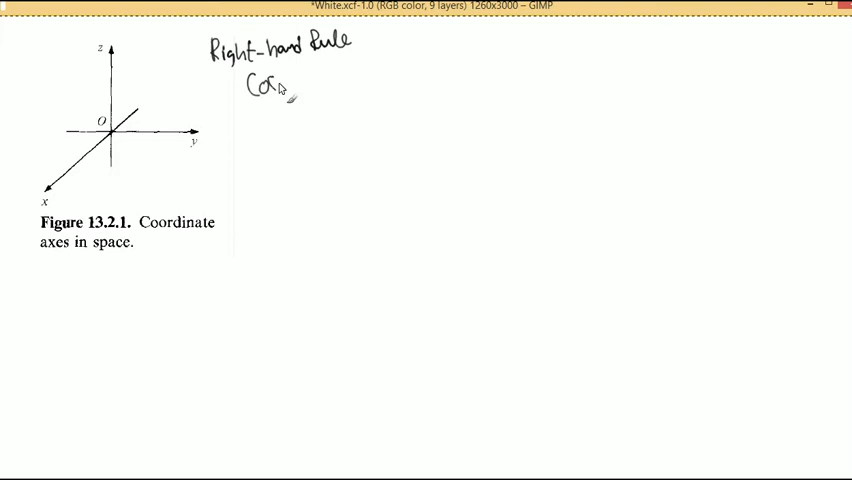 *White.xcf-1.0 (RGB color, 9 layers) 1260x3000 – GIMP
Right-hand Rule
z
O
y
x
Figure 13.2.1. Coordinate
axes in space.